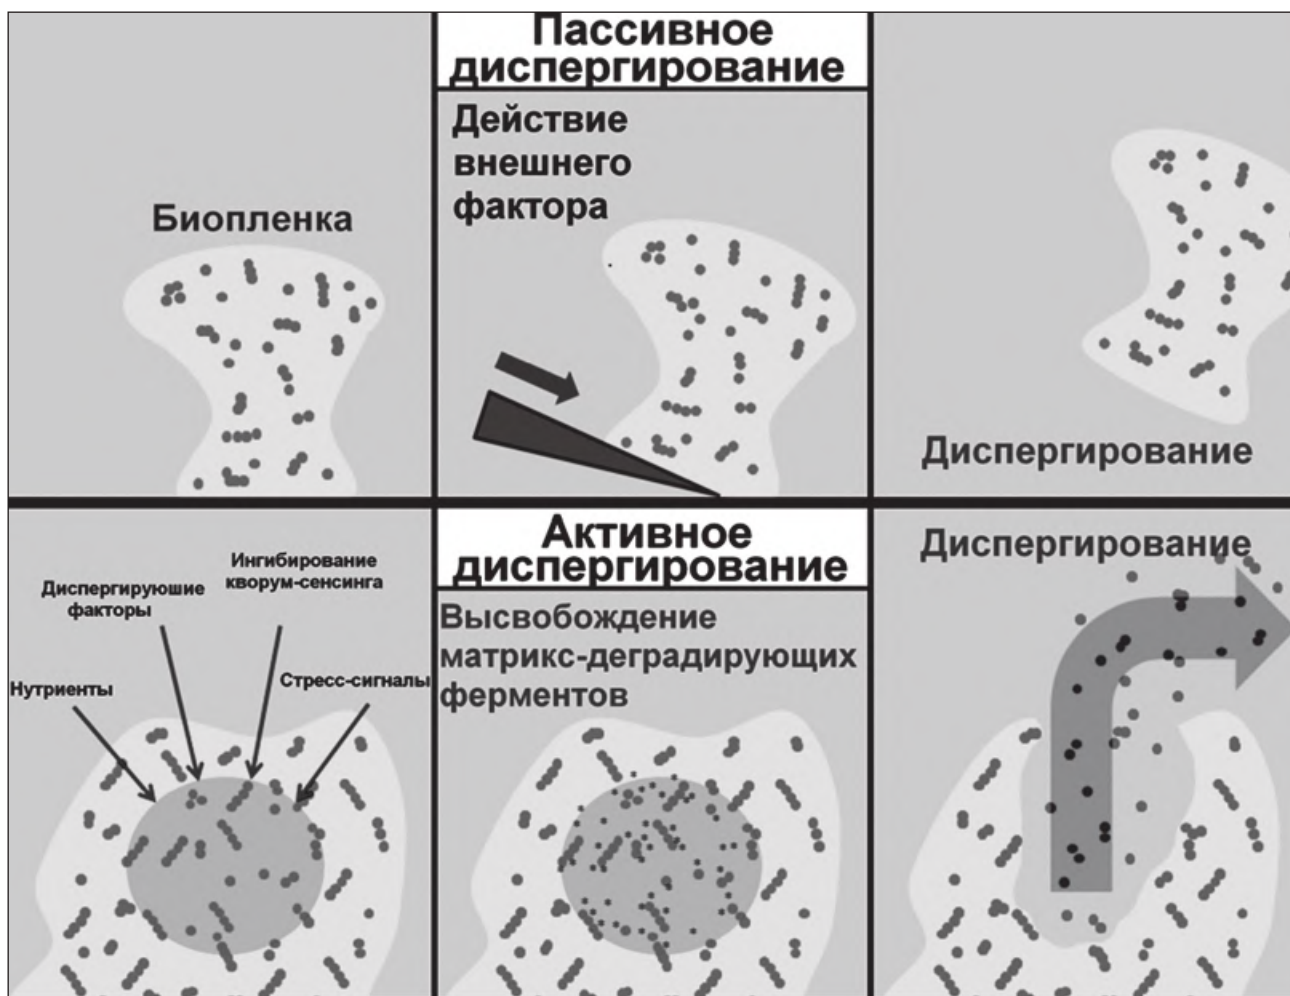 Биопленка
Пассивное
диспергирование
Действие
внешнего
фактора
Диспергирование
Нутриенты
Диспергируюшие
факторы
Ингибирование
кворум-сенсинга
Стресс-сигналы
Активное
диспергирование
Высвобождение
матрикс-деградирующих
ферментов
Диспергирование